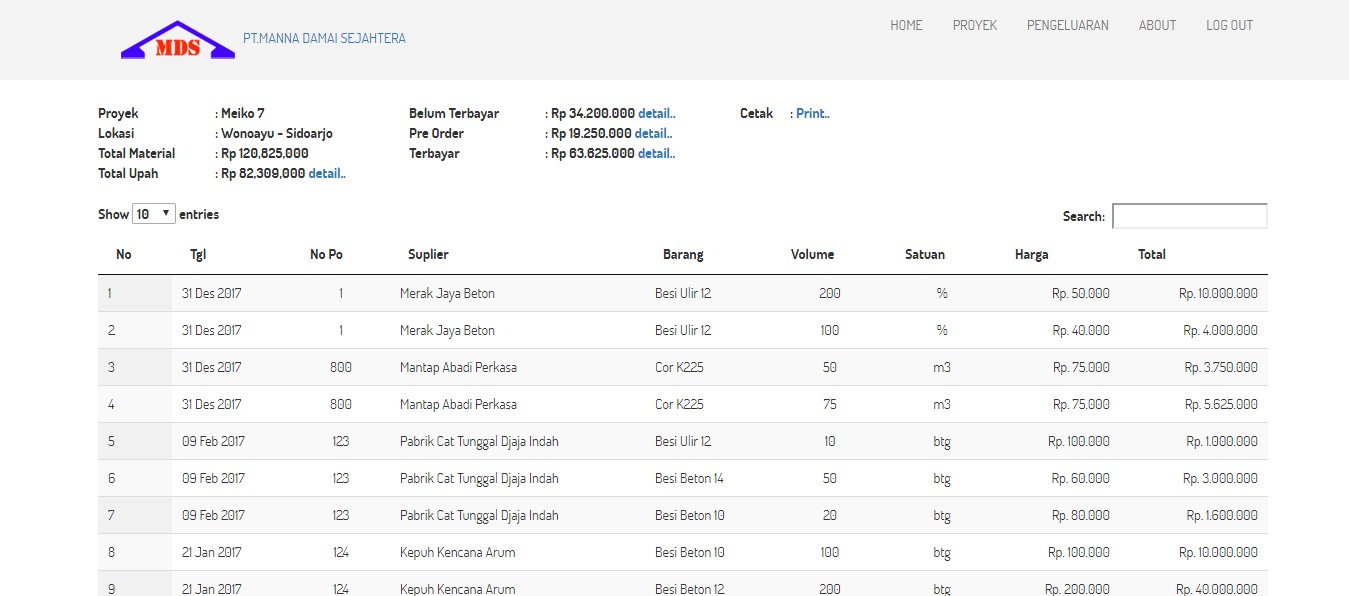 MDS PT.MANNA DAMAI SEJAHTERA HOME PROYEK PENGELUARAN ABOUT LOG OUT
Proyek : Meiko 7 Belum Terbayar : Rp 34.200.000 detail.. Cetak : Print..
Lokasi : Wonoayu - Sidoarjo Pre Order : Rp 19.250.000 detail..
Total Material : Rp 120,825,000 Terbayar : Rp 63.625.000 detail..
Total Upah : Rp 82,309,000 detail..
Show 10 entries Search:
No Tgl No Po Suplier Barang Volume Satuan Harga Total
1 31 Des 2017 1 Merak Jaya Beton Besi Ulir 12 200 % Rp. 50.000 Rp. 10.000.000
2 31 Des 2017 1 Merak Jaya Beton Besi Ulir 12 100 % Rp. 40.000 Rp. 4.000.000
3 31 Des 2017 800 Mantap Abadi Perkasa Cor K225 50 m3 Rp. 75.000 Rp. 3.750.000
4 31 Des 2017 800 Mantap Abadi Perkasa Cor K225 75 m3 Rp. 75.000 Rp. 5.625.000
5 09 Feb 2017 123 Pabrik Cat Tunggal Djaja Indah Besi Ulir 12 10 btg Rp. 100.000 Rp. 1.000.000
6 09 Feb 2017 123 Pabrik Cat Tunggal Djaja Indah Besi Beton 14 50 btg Rp. 60.000 Rp. 3.000.000
7 09 Feb 2017 123 Pabrik Cat Tunggal Djaja Indah Besi Beton 10 20 btg Rp. 80.000 Rp. 1.600.000
8 21 Jan 2017 124 Kepuh Kencana Arum Besi Beton 10 100 btg Rp. 100.000 Rp. 10.000.000
9 21 Jan 2017 124 Kepuh Kencana Arum Besi Beton 12 200 btg Rp. 200.000 Rp. 40.000.000